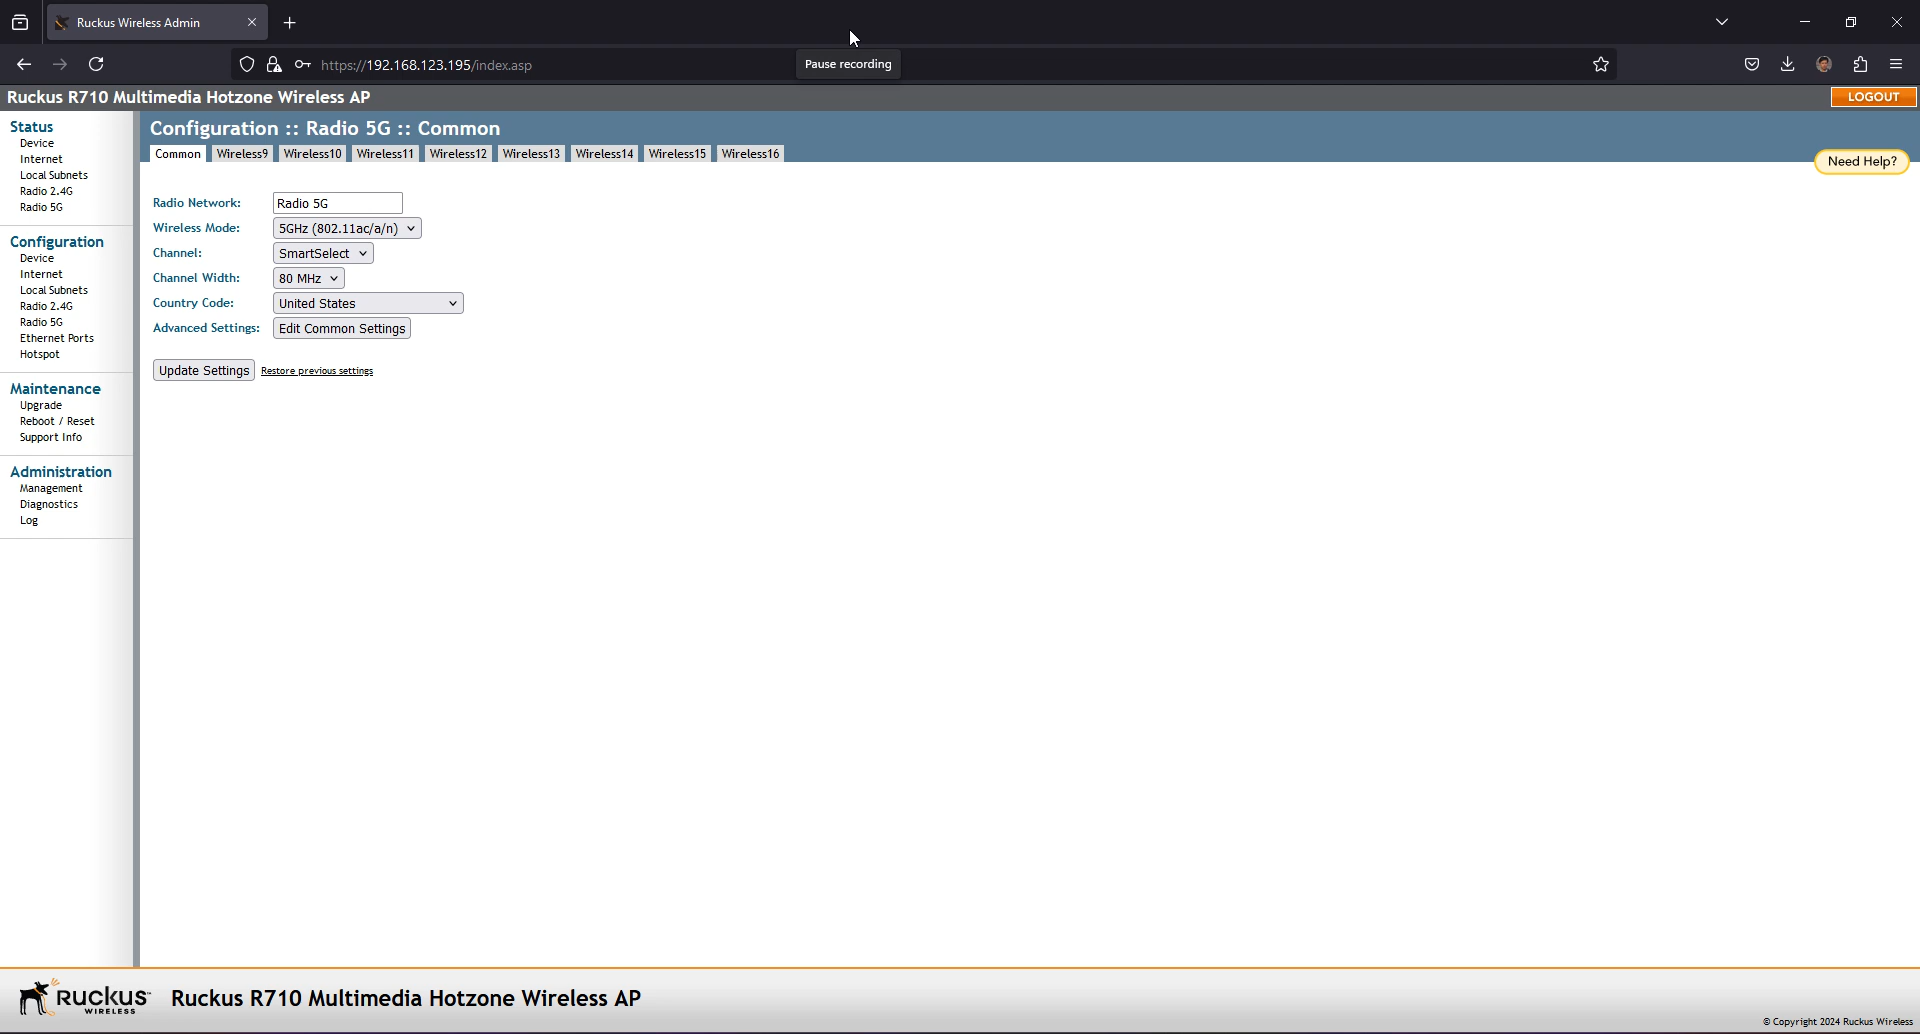 Ruckus Wireless Admin
https://192.168.123.195/index.asp
Pause recording
Ruckus R710 Multimedia Hotzone Wireless AP
LOGOUT
Status
Device
Internet
Local Subnets
Radio 2.4G
Radio 5G
Configuration
Device
Internet
Local Subnets
Radio 2.4G
Radio 5G
Ethernet Ports
Hotspot
Maintenance
Upgrade
Reboot / Reset
Support Info
Administration
Management
Diagnostics
Log
Configuration :: Radio 5G :: Common
Common Wireless9 Wireless10 Wireless11 Wireless12 Wireless13 Wireless14 Wireless15 Wireless16
Need Help?
Radio Network: Radio 5G
Wireless Mode: 5GHz (802.11ac/a/n)
Channel: SmartSelect
Channel Width: 80 MHz
Country Code: United States
Advanced Settings: Edit Common Settings
Update Settings Restore previous settings
RUCKUS™
WIRELESS
Ruckus R710 Multimedia Hotzone Wireless AP
© Copyright 2024 Ruckus Wireless